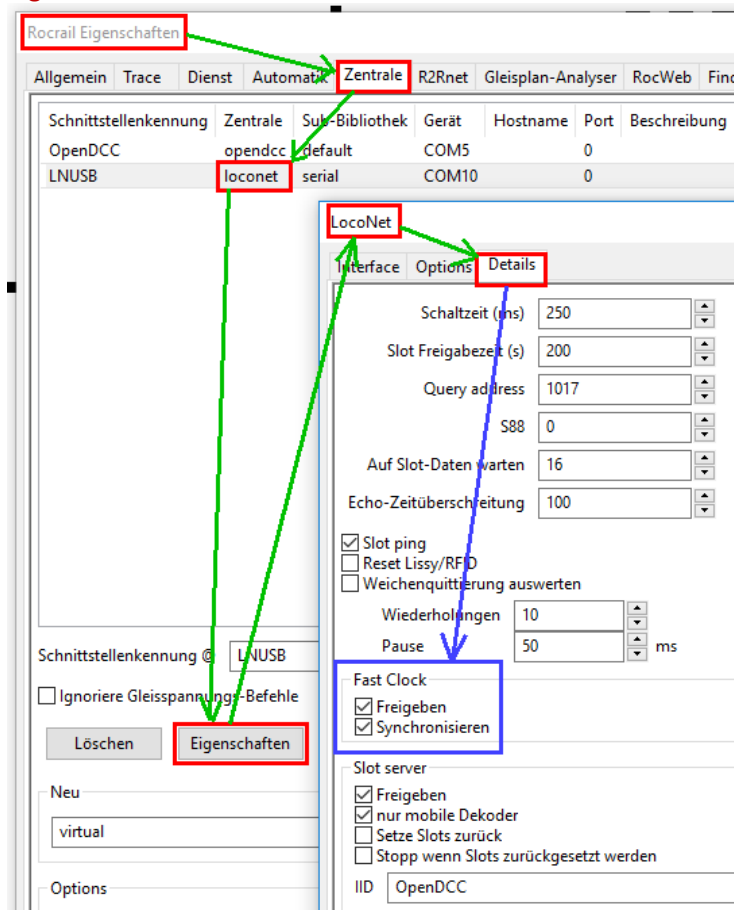 Rocrail Eigenschaften
Allgemein Trace Dienst Automatik Zentrale R2Rnet Gleisplan-Analyser RocWeb
Schnittstellenkennung Zentrale Sub-Bibliothek Gerät Hostname Port Beschreibung
OpenDCC opendcc default COM5 0
LNUSB loconet serial COM10 0
LocoNet
Interface Options Details
Schaltzeit (ms) 250
Slot Freigabezeit (s) 200
Query address 1017
S88 0
Auf Slot-Daten warten 16
Echo-Zeitüberschreitung 100
Slot ping
Reset Lissy/RFID
Weichenquittierung auswerten
Wiederholungen 10
Pause 50 ms
Fast Clock
Freigeben
Synchronisieren
Slot server
Freigeben
nur mobile Dekoder
Setze Slots zurück
Stopp wenn Slots zurückgesetzt werden
IID OpenDCC
Schnittstellenkennung @ LNUSB
Ignoriere Gleisspannungs-Befehle
Löschen Eigenschaften
Neu
virtual
Options